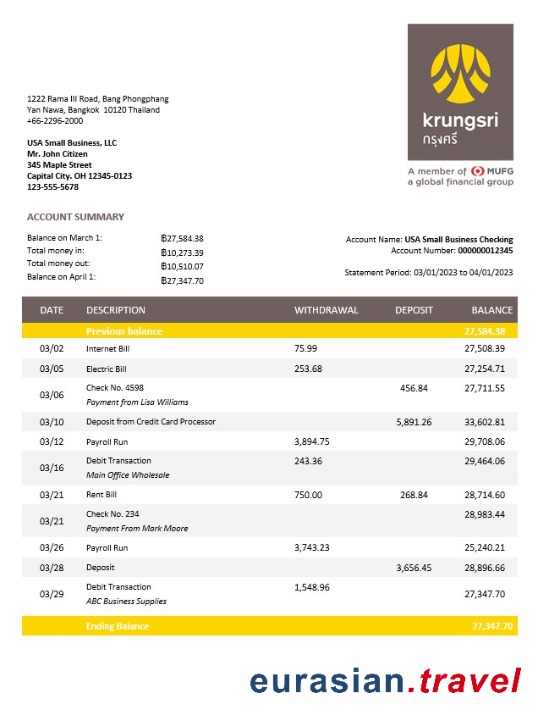 krungsri
กรุงศรี
A member of MUFG
a global financial group
1222 Rama III Road, Bang Phongphang
Yan Nawa, Bangkok 10120 Thailand
+66-2296-2000
USA Small Business, LLC
Mr. John Citizen
345 Maple Street
Capital City. OH 12345-0123
123-555-5678
ACCOUNT SUMMARY
Balance on March 1: ฿27,584.38
Total money in: ฿10,273.39
Total money out: ฿10,510.07
Balance on April 1: ฿27,347.70
Account Name: USA Small Business Checking
Account Number: 000000012345
Statement Period: 03/01/2023 to 04/01/2023
DATE DESCRIPTION WITHDRAWAL DEPOSIT BALANCE
Previous balance 27,584.38
03/02 Internet Bill 75.99 27,508.39
03/05 Electric Bill 253.68 27,254.71
03/06 Check No. 4598 456.84 27,711.55
Payment from Lisa Williams
03/10 Deposit from Credit Card Processor 5,891.26 33,602.81
03/12 Payroll Run 3,894.75 29,708.06
03/16 Debit Transaction 243.36 29,464.06
Main Office Wholesale
03/21 Rent Bill 750.00 268.84 28,714.60
03/21 Check No. 234 28,983.44
Payment From Mark Moore
03/26 Payroll Run 3,743.23 25,240.21
03/28 Deposit 3,656.45 28,896.66
03/29 Debit Transaction 1,548.96 27,347.70
ABC Business Supplies
Ending Balance 27,347.70
eurasian.travel